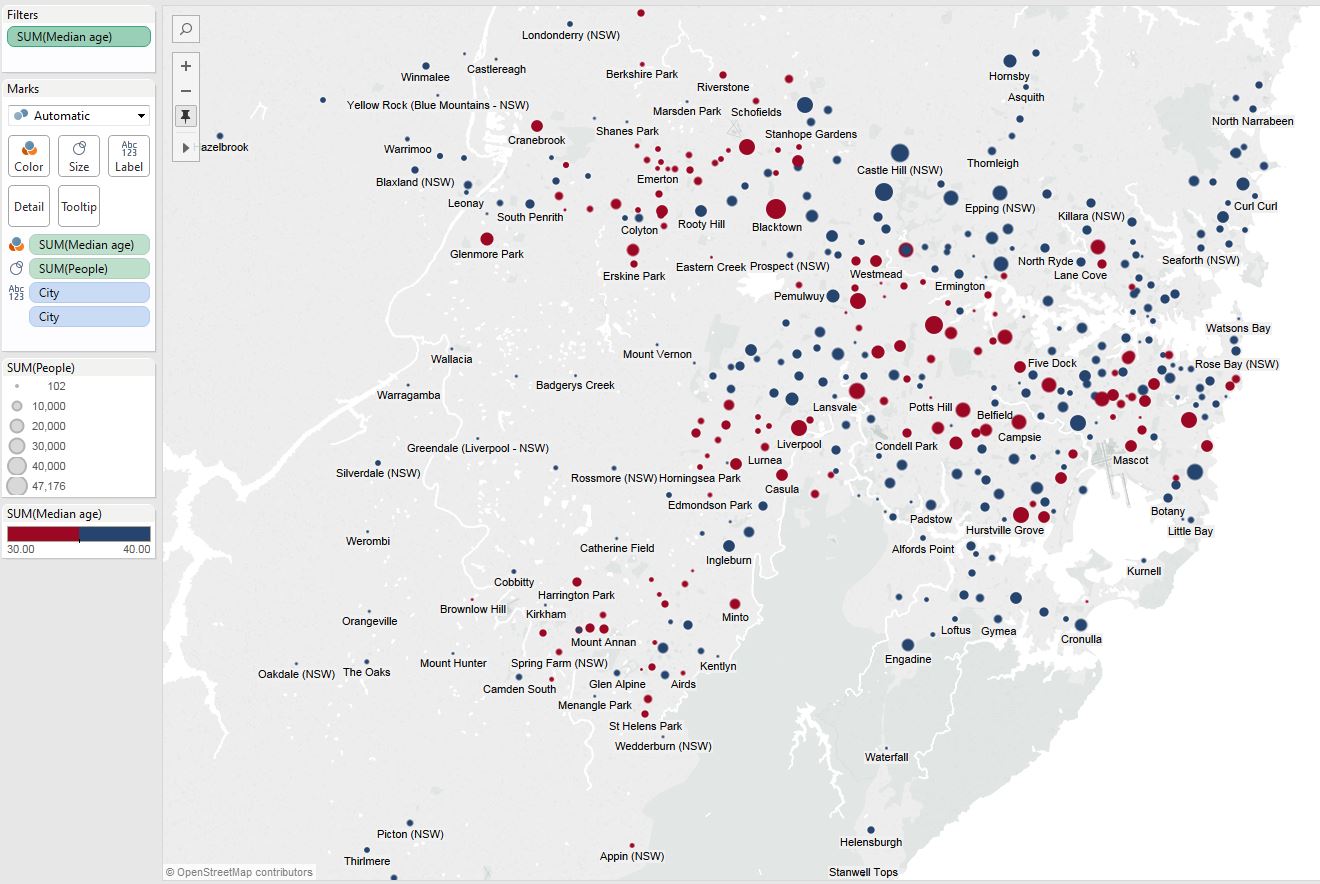 Filters
SUM(Median age)
Marks
Automatic
Color
Size
Abc
123
Label
Detail
Tooltip
SUM(Median age)
SUM(People)
Abc
123
City
City
SUM(People)
102
10,000
20,000
30,000
40,000
47,176
SUM(Median age)
30.00
40.00
Londonderry (NSW)
Castlereagh
Winmalee
Berkshire Park
Riverstone
Hornsby
Asquith
Yellow Rock (Blue Mountains - NSW)
Marsden Park
Schofields
North Narrabeen
Cranebrook
Shanes Park
Stanhope Gardens
azelbrook
Warrimoo
Thornleigh
Castle Hill (NSW)
Blaxland (NSW)
Emerton
Leonay
South Penrith
Epping (NSW)
Killara (NSW)
Curl Curl
Colyton
Rooty Hill
Blacktown
Glenmore Park
Erskine Park
Eastern Creek
Prospect (NSW)
Westmead
North Ryde
Lane Cove
Seaforth (NSW)
Ermington
Pemulwuy
Watsons Bay
Wallacia
Mount Vernon
Five Dock
Rose Bay (NSW)
Badgerys Creek
Warragamba
Lansvale
Potts Hill
Belfield
Campsie
Greendale (Liverpool - NSW)
Liverpool
Condell Park
Lurnea
Mascot
Silverdale (NSW)
Rossmore (NSW)
Horningsea Park
Casula
Edmondson Park
Padstow
Hurstville Grove
Botany
Little Bay
Werombi
Catherine Field
Ingleburn
Alfords Point
Kurnell
Cobbitty
Harrington Park
Brownlow Hill
Kirkham
Minto
Orangeville
Mount Annan
Loftus
Gymea
Cronulla
Mount Hunter
Spring Farm (NSW)
Kentlyn
Engadine
Oakdale (NSW)
The Oaks
Camden South
Glen Alpine
Airds
Menangle Park
St Helens Park
Wedderburn (NSW)
Waterfall
Picton (NSW)
Helensburgh
Thirlmere
Appin (NSW)
Stanwell Tops
© OpenStreetMap contributors